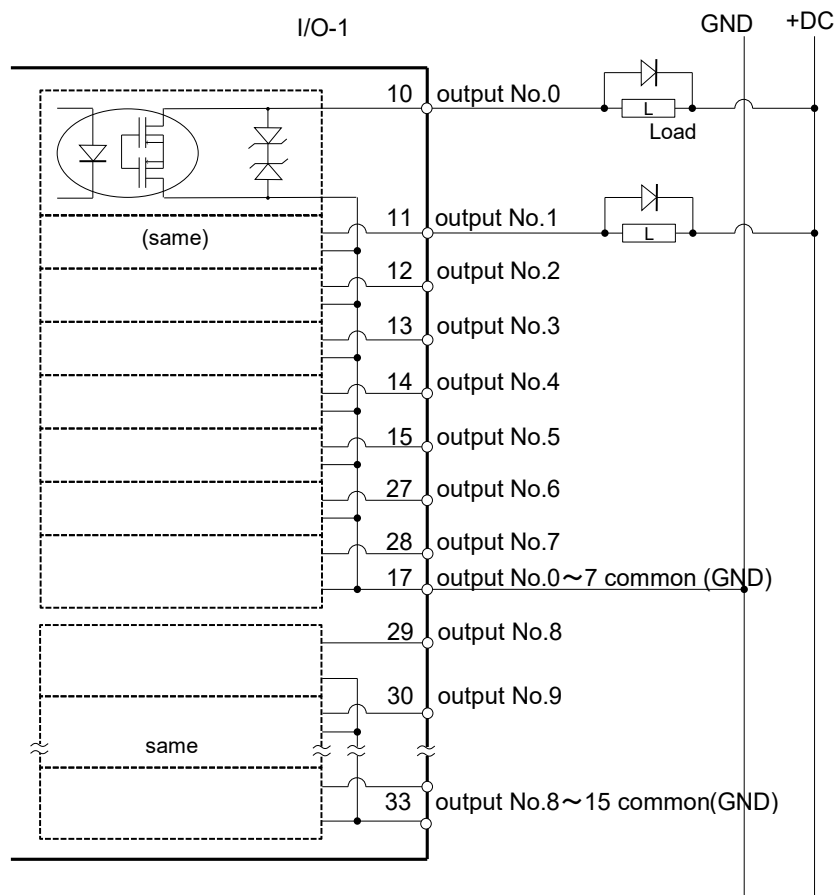 I/O-1
GND +DC
10 output No.0
L
Load
11 output No.1
L
(same)
12 output No.2
13 output No.3
14 output No.4
15 output No.5
27 output No.6
28 output No.7
17 output No.0～7 common (GND)
29 output No.8
30 output No.9
same
33 output No.8～15 common(GND)